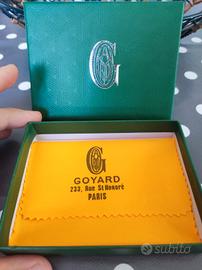 G
GOYARD
233, Rue St Honoré
PARIS
subito